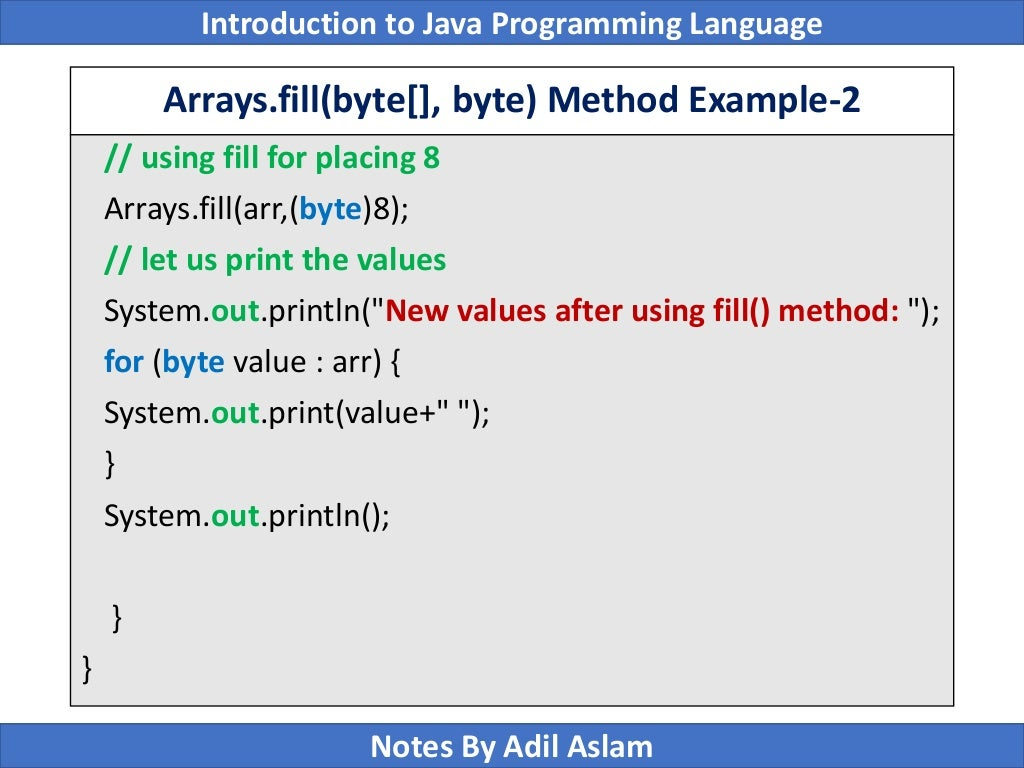 Introduction to Java Programming Language
Arrays.fill(byte[], byte) Method Example-2
// using fill for placing 8
Arrays.fill(arr,(byte)8);
// let us print the values
System.out.println("New values after using fill() method: ");
for (byte value : arr) {
System.out.print(value+" ");
}
System.out.println();
}
}
Notes By Adil Aslam